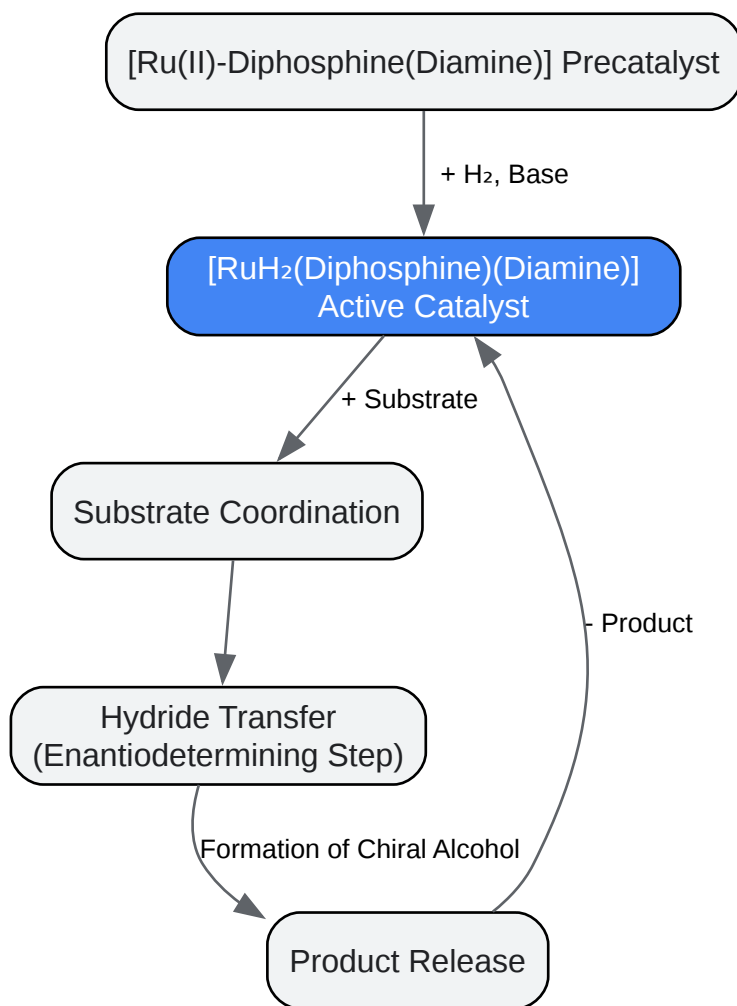 [Ru(II)-Diphosphine(Diamine)] Precatalyst
+ H₂, Base
[RuH₂(Diphosphine)(Diamine)]
Active Catalyst
+ Substrate
Substrate Coordination
- Product
Hydride Transfer
(Enantiodetermining Step)
Formation of Chiral Alcohol
Product Release